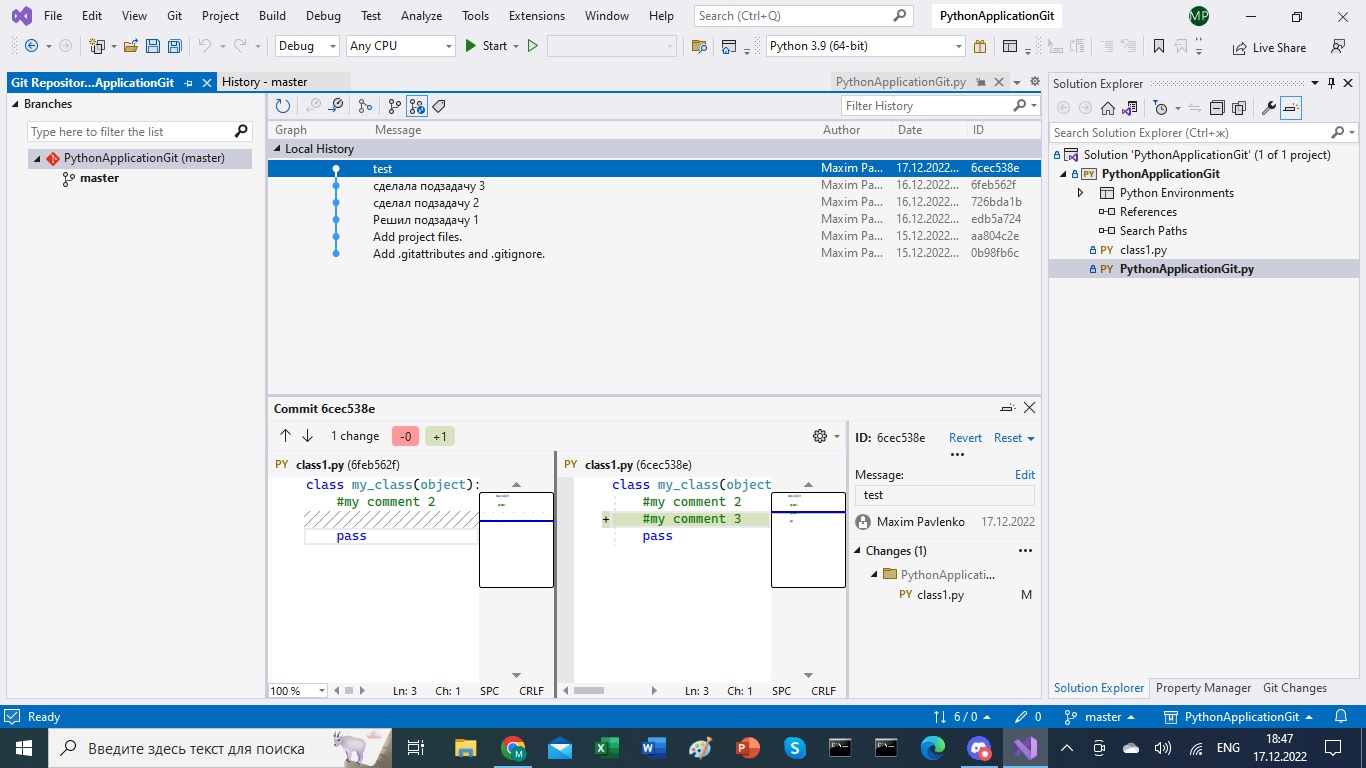 File Edit View Git Project Build Debug Test Analyze Tools Extensions Window Help Search (Ctrl+Q) PythonApplicationGit MP
Debug Any CPU Start Python 3.9 (64-bit) Live Share
Git Repositor...ApplicationGit History - master PythonApplicationGit.py Solution Explorer
Branches Filter History
Type here to filter the list Graph Message Author Date ID Search Solution Explorer (Ctrl+ж)
Local History
PythonApplicationGit (master)
master
test Maxim Pa... 17.12.2022... 6cec538e
сделала подзадачу 3 Maxim Pa... 16.12.2022... 6feb562f
сделал подзадачу 2 Maxim Pa... 16.12.2022... 726bda1b
Решил подзадачу 1 Maxim Pa... 16.12.2022... edb5a724
Add project files. Maxim Pa... 15.12.2022... aa804c2e
Add .gitattributes and .gitignore. Maxim Pa... 15.12.2022... 0b98fb6c
Solution 'PythonApplicationGit' (1 of 1 project)
PY PythonApplicationGit
Python Environments
References
Search Paths
PY class1.py
PY PythonApplicationGit.py
Commit 6cec538e
1 change -0 +1
PY class1.py (6feb562f)
class my_class(object):
#my comment 2
pass
100 % Ln: 3 Ch: 1 SPC CRLF
PY class1.py (6cec538e)
class my_class(object
#my comment 2
+ #my comment 3
pass
Ln: 3 Ch: 1 SPC CRLF
ID: 6cec538e Revert Reset
Message: Edit
test
Maxim Pavlenko 17.12.2022
Changes (1)
PythonApplicati...
PY class1.py M
Solution Explorer Property Manager Git Changes
Ready 6 / 0 0 master PythonApplicationGit
Введите здесь текст для поиска ENG 18:47
17.12.2022